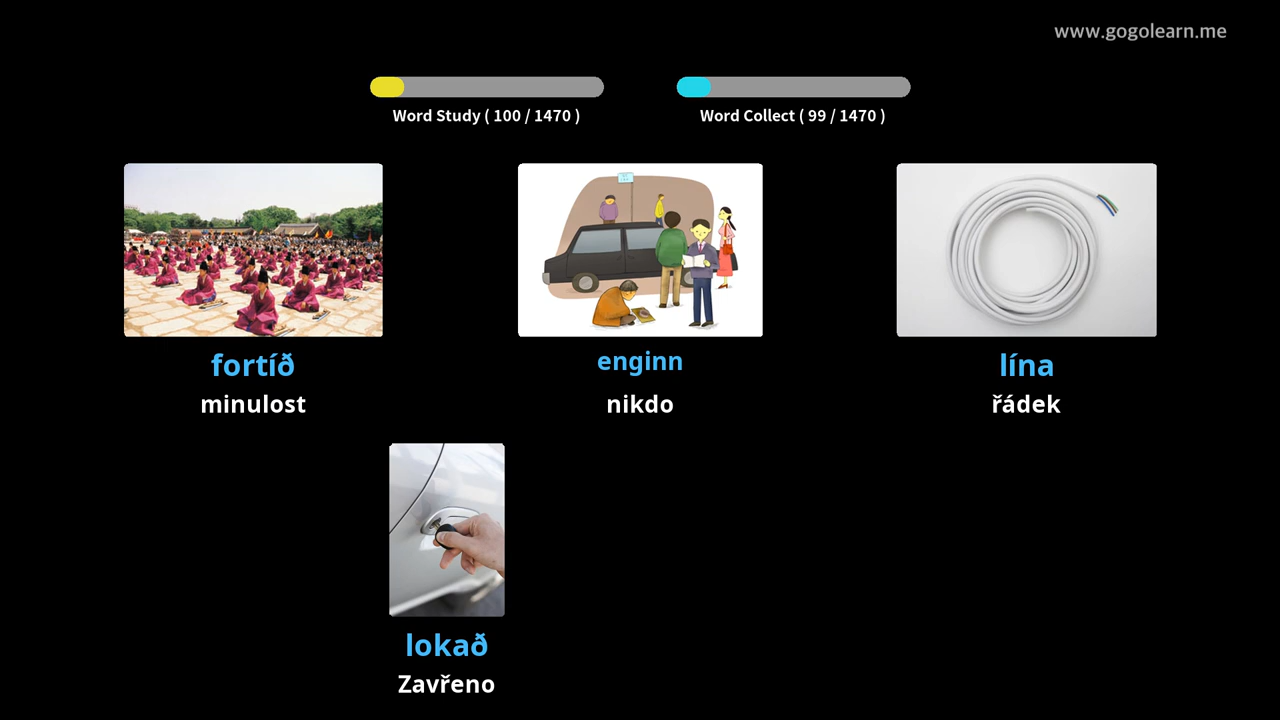 www.gogolearn.me
Word Study ( 100 / 1470 )
Word Collect ( 99 / 1470 )
fortíð
minulost
enginn
nikdo
lína
řádek
lokað
Zavřeno